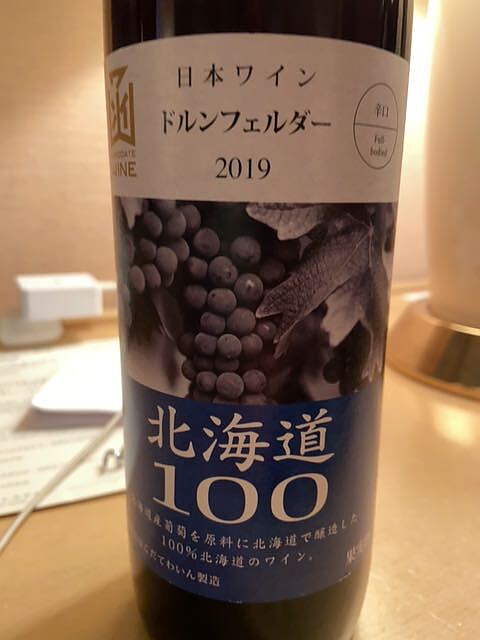 日本ワイン
ドルンフェルダー
2019
辛口
Full-
bodied
函
WINE
北海道
100
海道産葡萄を原料に北海道で醸造した
100%北海道のワイン。
こだてわいん製造